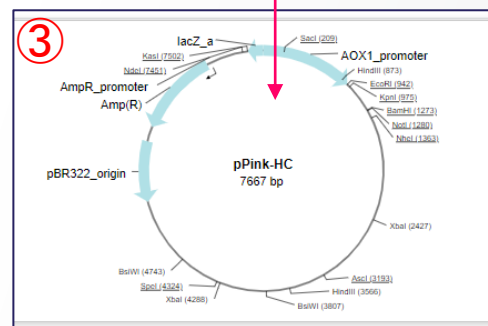 ③
lacZ_a
KasI (7502)
NdeI (7451)
AmpR_promoter
Amp(R)
pBR322_origin
SacI (209)
AOX1_promoter
HindIII (873)
EcoRI (942)
KpnI (975)
BamHI (1273)
NotI (1280)
NheI (1363)
pPink-HC
7667 bp
XbaI (2427)
AscI (3193)
HindIII (3566)
BsiWI (3807)
XbaI (4288)
SpeI (4324)
BsiWI (4743)